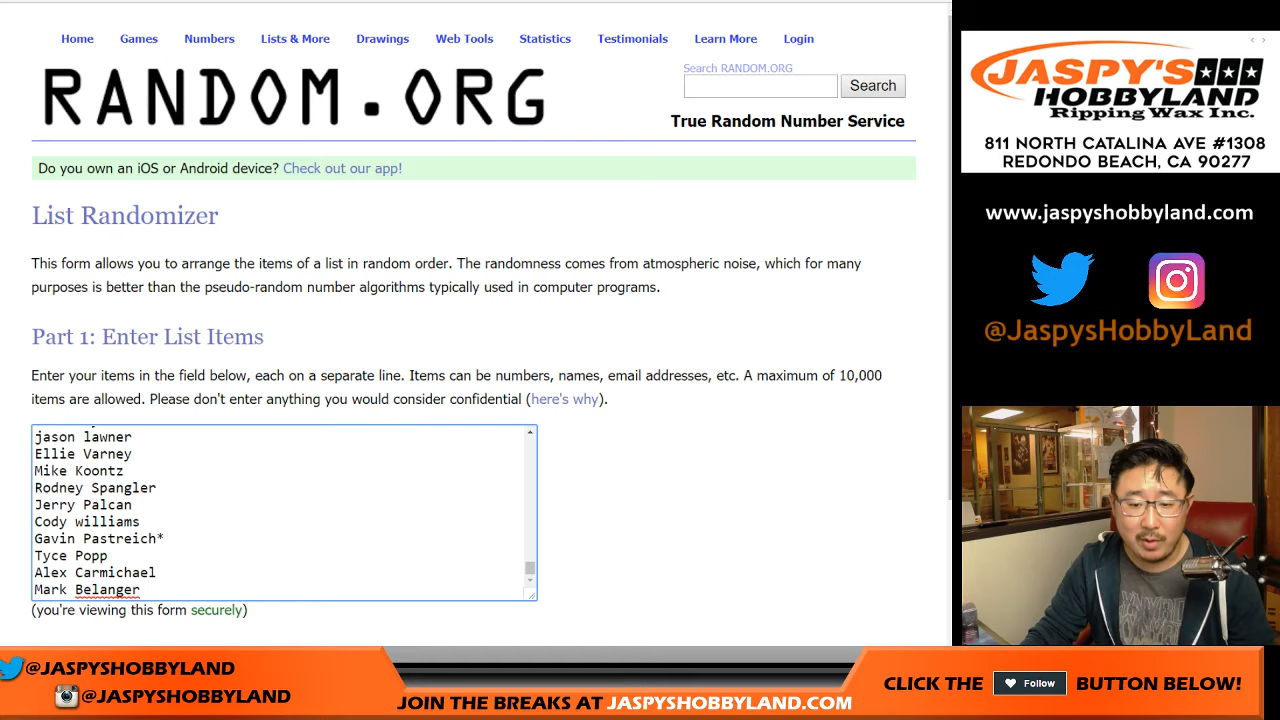 Home Games Numbers Lists & More Drawings Web Tools Statistics Testimonials Learn More Login
RANDOM.ORG
Search RANDOM.ORG
Search
True Random Number Service
Do you own an iOS or Android device? Check out our app!
List Randomizer
This form allows you to arrange the items of a list in random order. The randomness comes from atmospheric noise, which for many
purposes is better than the pseudo-random number algorithms typically used in computer programs.
Part 1: Enter List Items
Enter your items in the field below, each on a separate line. Items can be numbers, names, email addresses, etc. A maximum of 10,000
items are allowed. Please don't enter anything you would consider confidential (here's why).
jason lawner
Ellie Varney
Mike Koontz
Rodney Spangler
Jerry Palcan
Cody williams
Gavin Pastreich*
Tyce Popp
Alex Carmichael
Mark Belanger
(you're viewing this form securely)
JASPY'S
HOBBYLAND
Ripping Wax Inc.
811 NORTH CATALINA AVE #1308
REDONDO BEACH, CA 90277
www.jaspyshobbyland.com
@JaspysHobbyLand
@JASPYSHOBBYLAND
@JASPYSHOBBYLAND
JOIN THE BREAKS AT JASPYSHOBBYLAND.COM
CLICK THE Follow BUTTON BELOW!